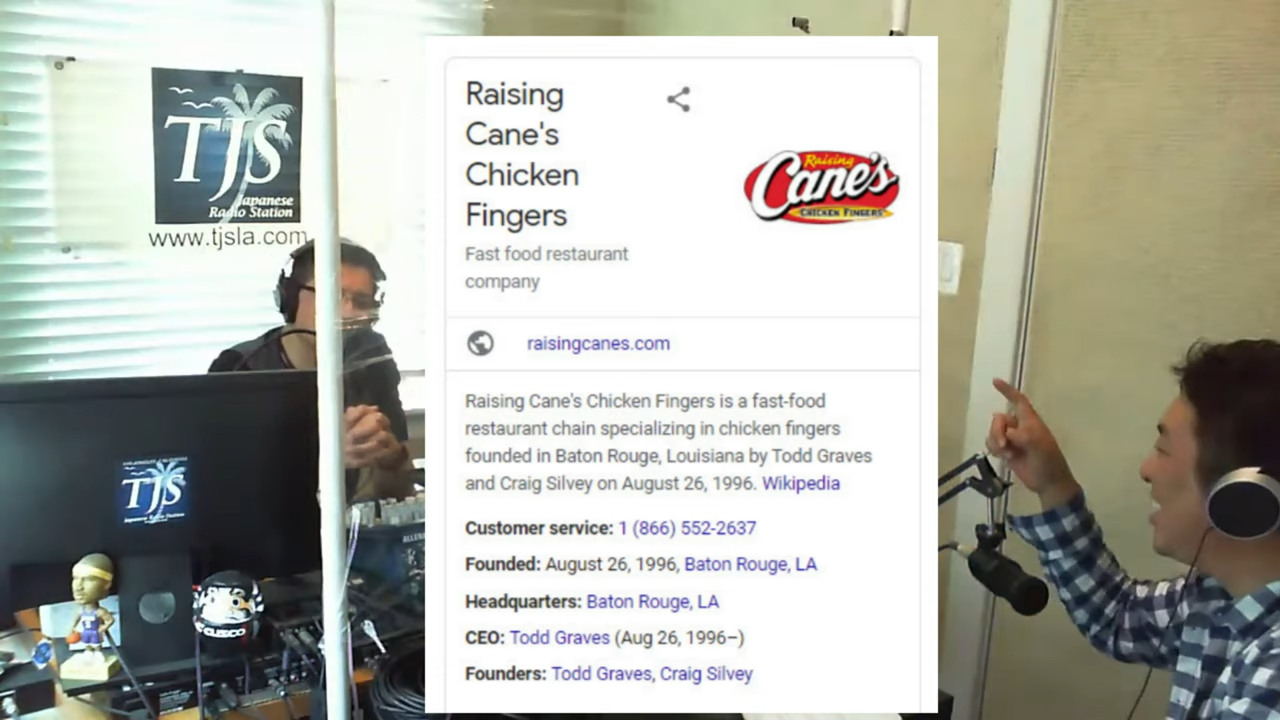 TJS
Japanese
Radio Station
www.tjsla.com
TJS
Japanese Radio Station
CUSCO
Raising
Cane's
Chicken
Fingers
Raising
Cane's
CHICKEN FINGERS
Fast food restaurant
company
raisingcanes.com
Raising Cane's Chicken Fingers is a fast-food
restaurant chain specializing in chicken fingers
founded in Baton Rouge, Louisiana by Todd Graves
and Craig Silvey on August 26, 1996. Wikipedia
Customer service: 1 (866) 552-2637
Founded: August 26, 1996, Baton Rouge, LA
Headquarters: Baton Rouge, LA
CEO: Todd Graves (Aug 26, 1996–)
Founders: Todd Graves, Craig Silvey